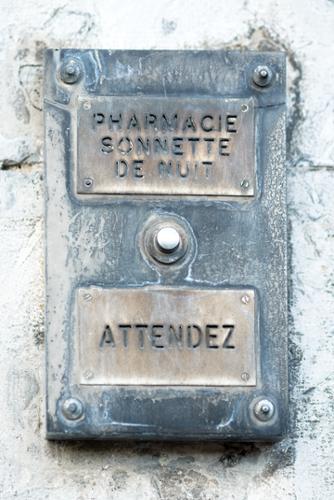 PHARMACIE
SONNETTE
DE NUIT
ATTENDEZ